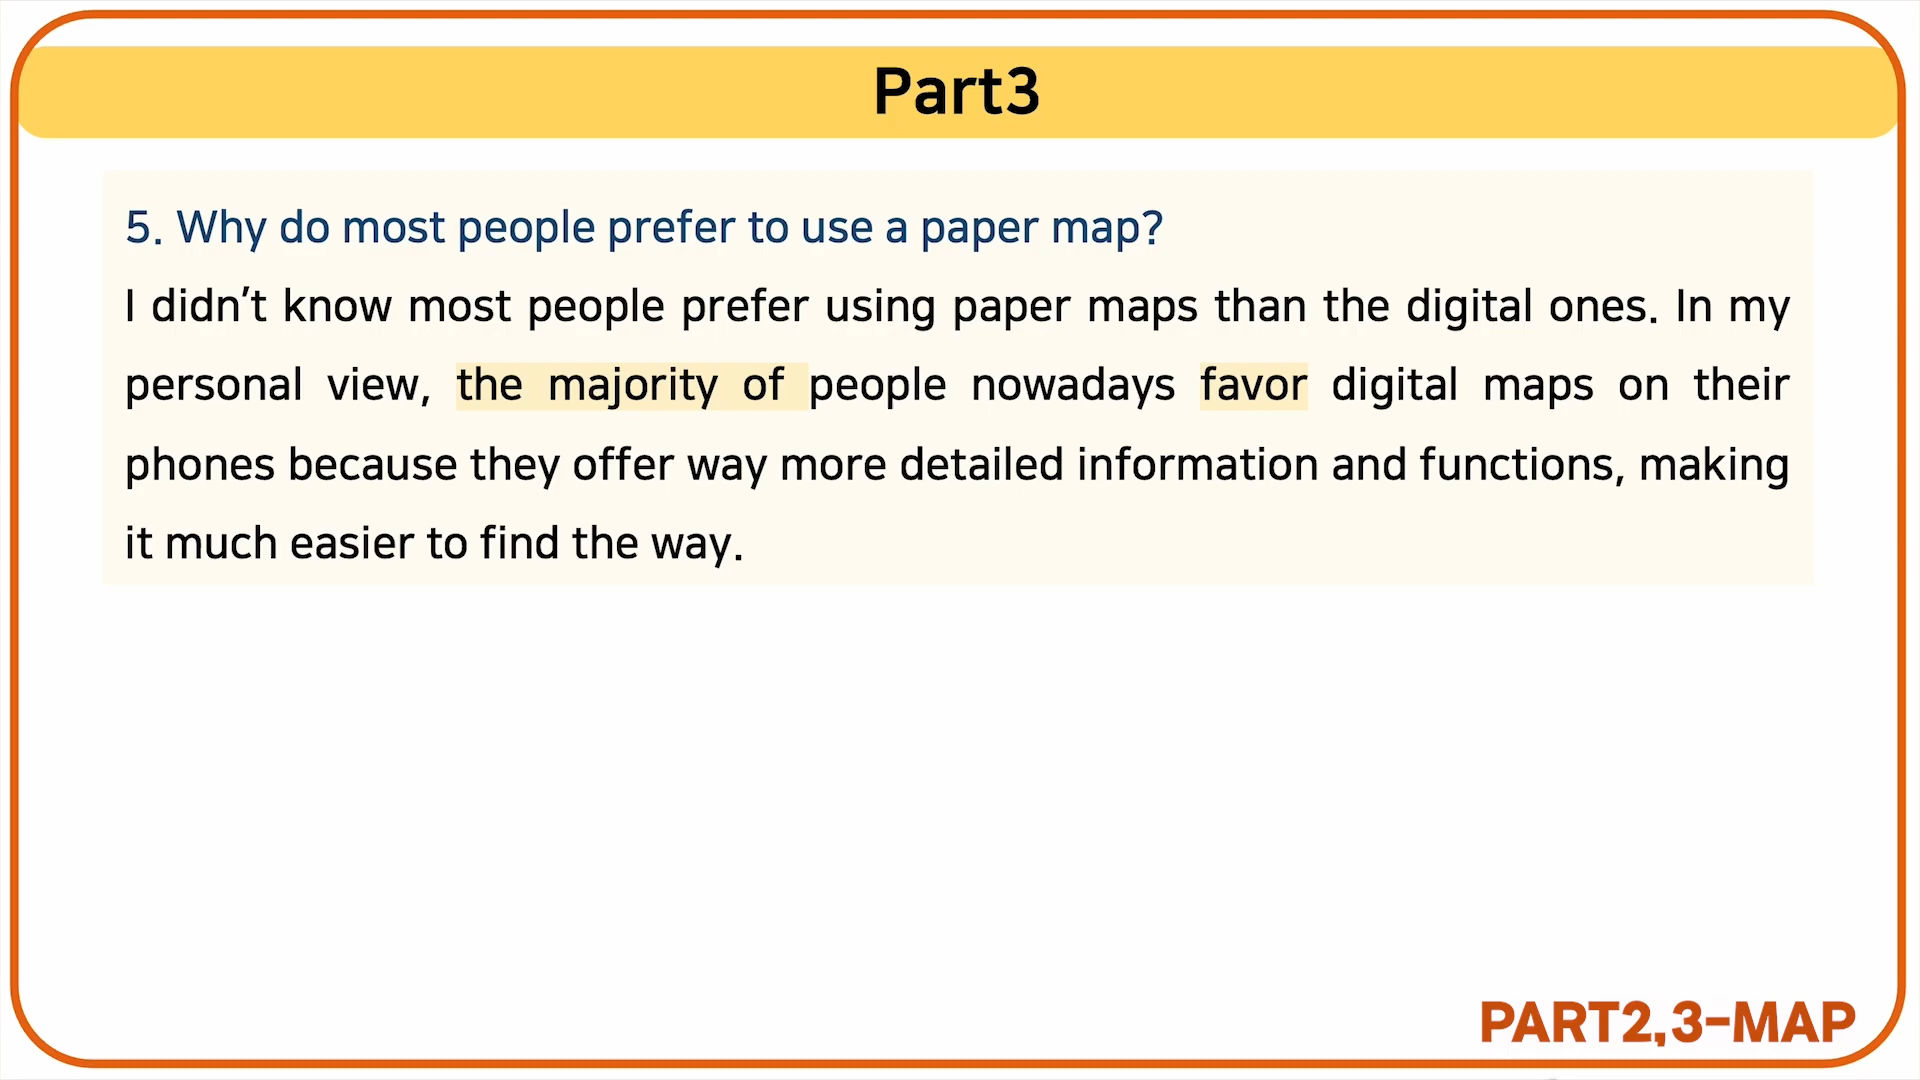 Part3
5. Why do most people prefer to use a paper map?
I didn't know most people prefer using paper maps than the digital ones. In my
personal view, the majority of people nowadays favor digital maps on their
phones because they offer way more detailed information and functions, making
it much easier to find the way.
PART2,3-MAP